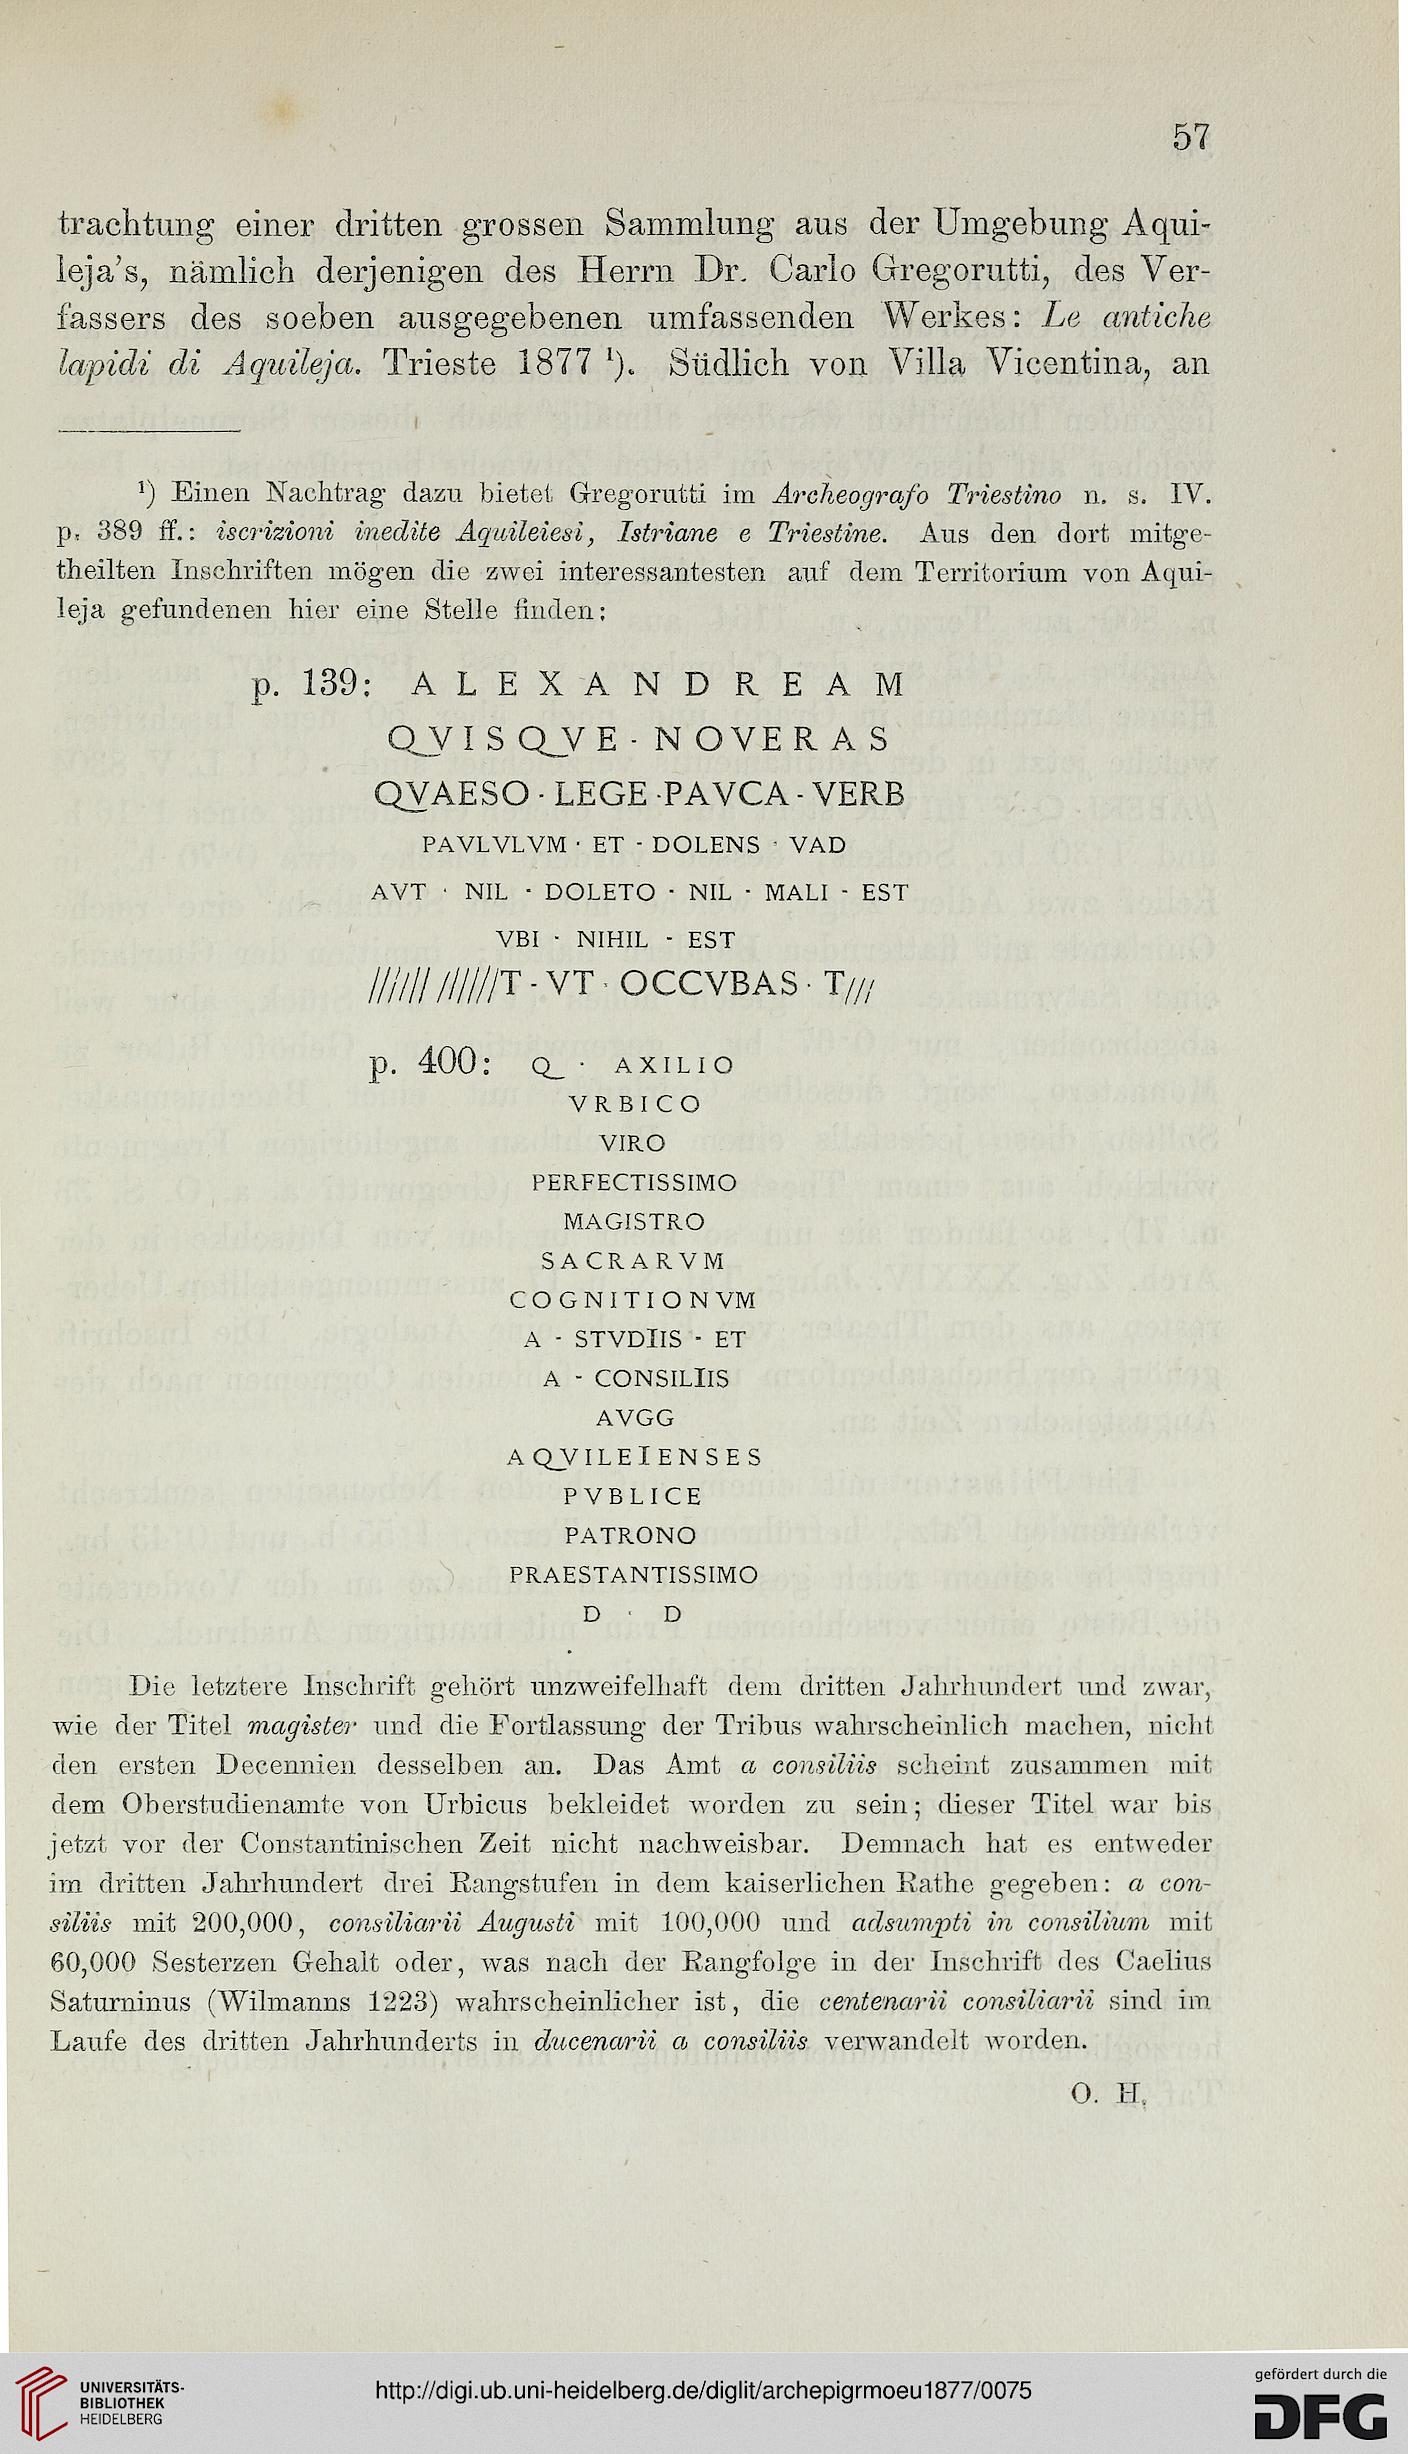 57
trachtung einer dritten grossen Sammlung aus der Umgebung Aqui-
leja's, nämlich derjenigen des Herrn Dr. Carlo Gregorutti, des Ver-
fassers des soeben ausgegebenen umfassenden Werkes: Le antiche
lapidi di Aquileja. Trieste 1877 ¹). Südlich von Villa Vicentina, an
¹) Einen Nachtrag dazu bietet Gregorutti im Archeografo Triestino n. s. IV.
p. 389 ff.: iscrizioni inedite Aquileiesi, Istriane e Triestine. Aus den dort mitge-
theilten Inschriften mögen die zwei interessantesten auf dem Territorium von Aqui-
leja gefundenen hier eine Stelle finden:
p. 139: ALEXANDREAM
QVISQVE · NOVERAS
QVAESO · LEGE · PAVCA · VERB
PAVLVLVM · ET · DOLENS · VAD
AVT · NIL · DOLETO · NIL · MALI · EST
VBI · NIHIL · EST
////// //////T · VT · OCCVBAS · T///
p. 400: Q · AXILIO
VRBICO
VIRO
PERFECTISSIMO
MAGISTRO
SACRARVM
COGNITIONVM
A · STVDIIS · ET
A · CONSILIIS
AVGG
AQVILEIENSES
PVBLICE
PATRONO
PRAESTANTISSIMO
D · D
Die letztere Inschrift gehört unzweifelhaft dem dritten Jahrhundert und zwar,
wie der Titel magister und die Fortlassung der Tribus wahrscheinlich machen, nicht
den ersten Decennien desselben an. Das Amt a consiliis scheint zusammen mit
dem Oberstudienamte von Urbicus bekleidet worden zu sein; dieser Titel war bis
jetzt vor der Constantinischen Zeit nicht nachweisbar. Demnach hat es entweder
im dritten Jahrhundert drei Rangstufen in dem kaiserlichen Rathe gegeben: a con-
siliis mit 200,000, consiliarii Augusti mit 100,000 und adsumpti in consilium mit
60,000 Sesterzen Gehalt oder, was nach der Rangfolge in der Inschrift des Caelius
Saturninus (Wilmanns 1223) wahrscheinlicher ist, die centenarii consiliarii sind im
Laufe des dritten Jahrhunderts in ducenarii a consiliis verwandelt worden.
O. H.
UNIVERSITÄTS-
BIBLIOTHEK
HEIDELBERG
http://digi.ub.uni-heidelberg.de/diglit/archepigrmoeu1877/0075
gefördert durch die
DFG